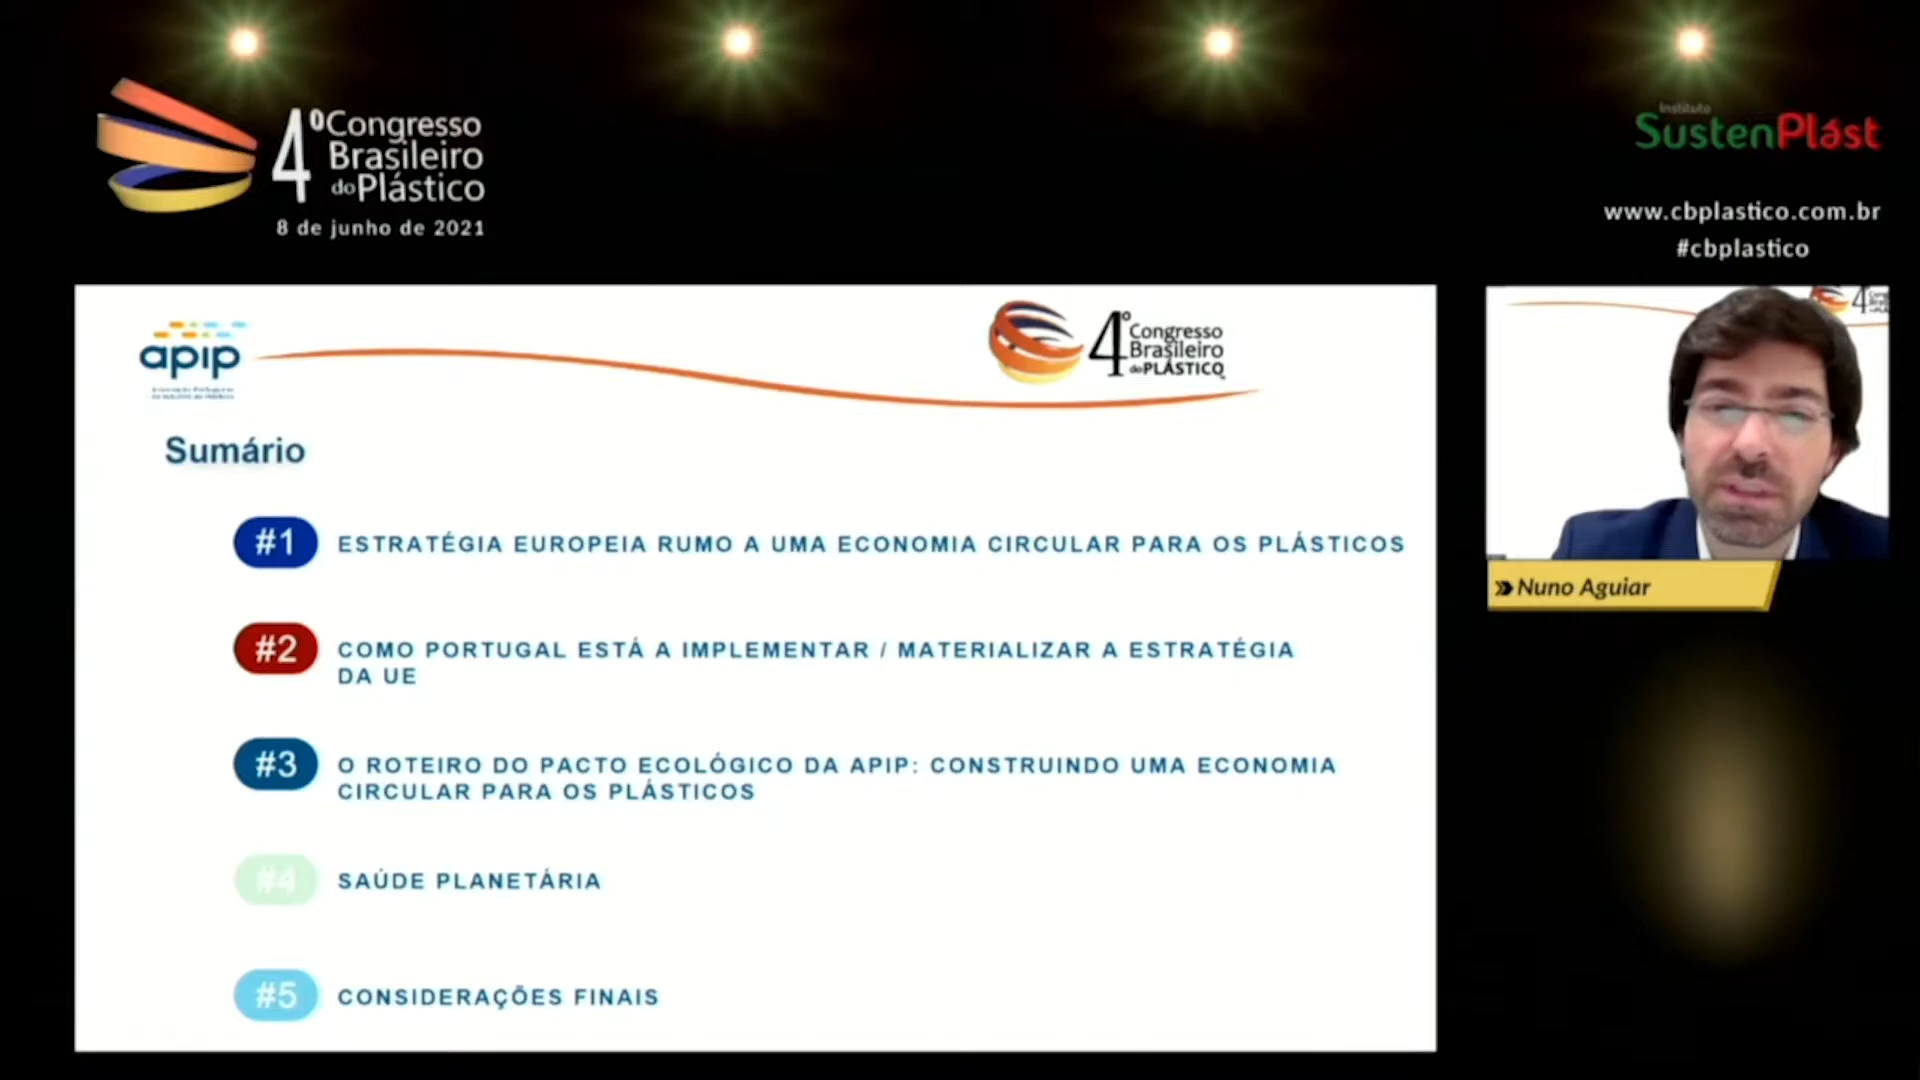 4º Congresso
Brasileiro
do Plástico
8 de junho de 2021
Instituto
SustenPlást
www.cbplastico.com.br
#cbplastico
apip
4º Congresso
Brasileiro
do PLÁSTICO
Sumário
#1 ESTRATÉGIA EUROPEIA RUMO A UMA ECONOMIA CIRCULAR PARA OS PLÁSTICOS
#2 COMO PORTUGAL ESTÁ A IMPLEMENTAR / MATERIALIZAR A ESTRATÉGIA
DA UE
#3 O ROTEIRO DO PACTO ECOLÓGICO DA APIP: CONSTRUINDO UMA ECONOMIA
CIRCULAR PARA OS PLÁSTICOS
#4 SAÚDE PLANETÁRIA
#5 CONSIDERAÇÕES FINAIS
Nuno Aguiar